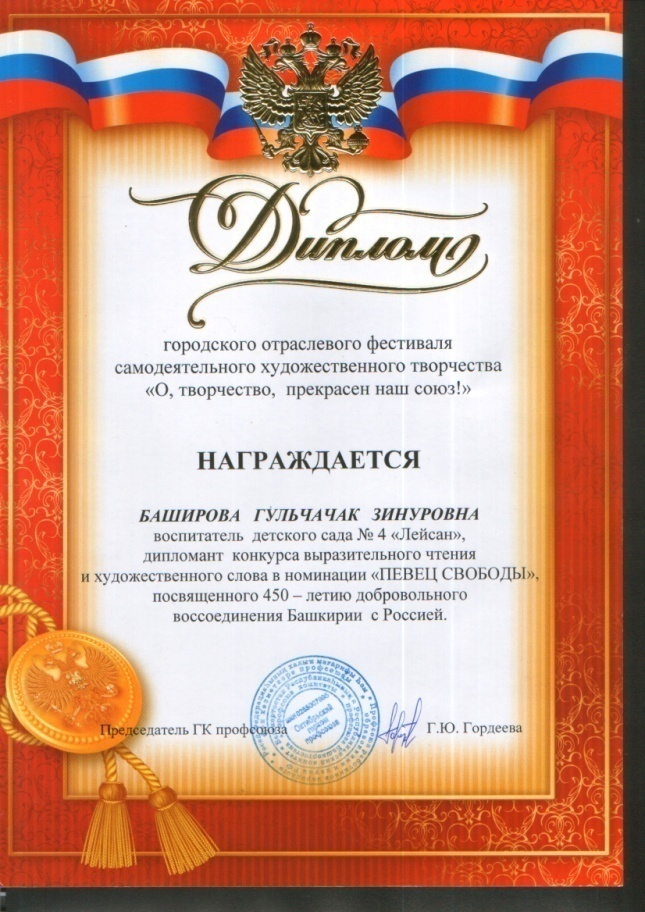 Диплом
городского отраслевого фестиваля
самодеятельного художественного творчества
«О, творчество,  прекрасен наш союз!»
НАГРАЖДАЕТСЯ
БАШИРОВА ГУЛЬЧАЧАК ЗИНУРОВНА
воспитатель детского сада № 4 «Лейсан»,
дипломант конкурса выразительного чтения
и художественного слова в номинации «ПЕВЕЦ СВОБОДЫ»,
посвященного 450 – летию добровольного
воссоединения Башкирии с Россией.
Председатель ГК профсоюза Г.Ю. Гордеева